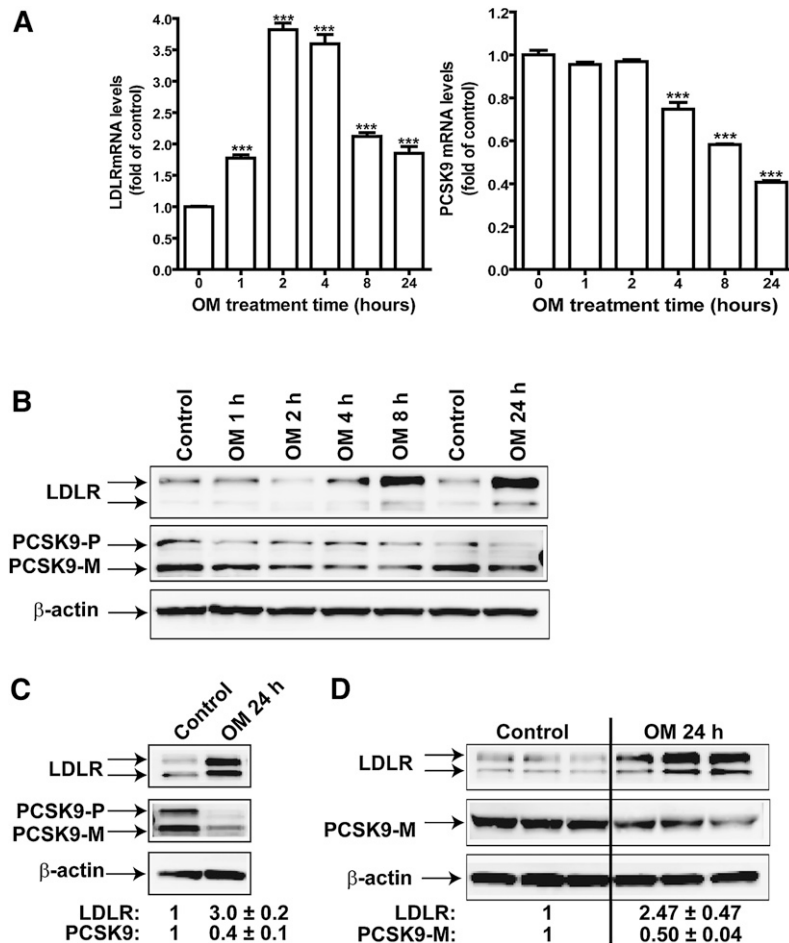 A
LDLRmRNA levels
(fold of control)
4.0
3.5
3.0
2.5
2.0
1.5
1.0
0.5
0.0
***
***
***
***
***
0 1 2 4 8 24
OM treatment time (hours)
PCSK9 mRNA levels
(fold of control)
1.2
1.0
0.8
0.6
0.4
0.2
0.0
***
***
***
0 1 2 4 8 24
OM treatment time (hours)
B
Control OM 1 h OM 2 h OM 4 h OM 8 h Control OM 24 h
LDLR
PCSK9-P
PCSK9-M
β-actin
C
Control OM 24 h
LDLR
PCSK9-P
PCSK9-M
β-actin
LDLR: 1 3.0 ± 0.2
PCSK9: 1 0.4 ± 0.1
D
Control OM 24 h
LDLR
PCSK9-M
β-actin
LDLR: 1 2.47 ± 0.47
PCSK9-M: 1 0.50 ± 0.04